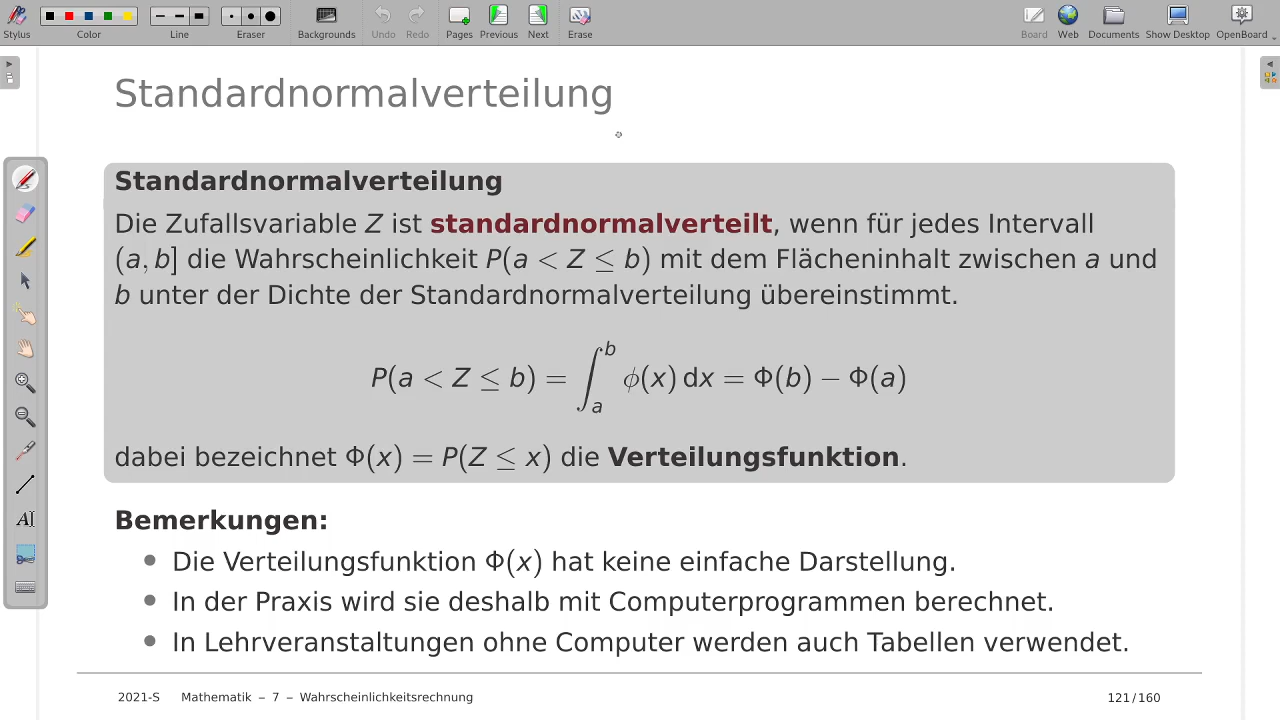 Stylus Color Line Eraser Backgrounds Undo Redo Pages Previous Next Erase Board Web Documents Show Desktop OpenBoard
Standardnormalverteilung
Standardnormalverteilung
Die Zufallsvariable Z ist standardnormalverteilt, wenn für jedes Intervall
(a, b] die Wahrscheinlichkeit P(a < Z ≤ b) mit dem Flächeninhalt zwischen a und
b unter der Dichte der Standardnormalverteilung übereinstimmt.
P(a < Z ≤ b) = ∫_a^b ϕ(x) dx = Φ(b) − Φ(a)
dabei bezeichnet Φ(x) = P(Z ≤ x) die Verteilungsfunktion.
Bemerkungen:
• Die Verteilungsfunktion Φ(x) hat keine einfache Darstellung.
• In der Praxis wird sie deshalb mit Computerprogrammen berechnet.
• In Lehrveranstaltungen ohne Computer werden auch Tabellen verwendet.
2021-S Mathematik – 7 – Wahrscheinlichkeitsrechnung 121/160